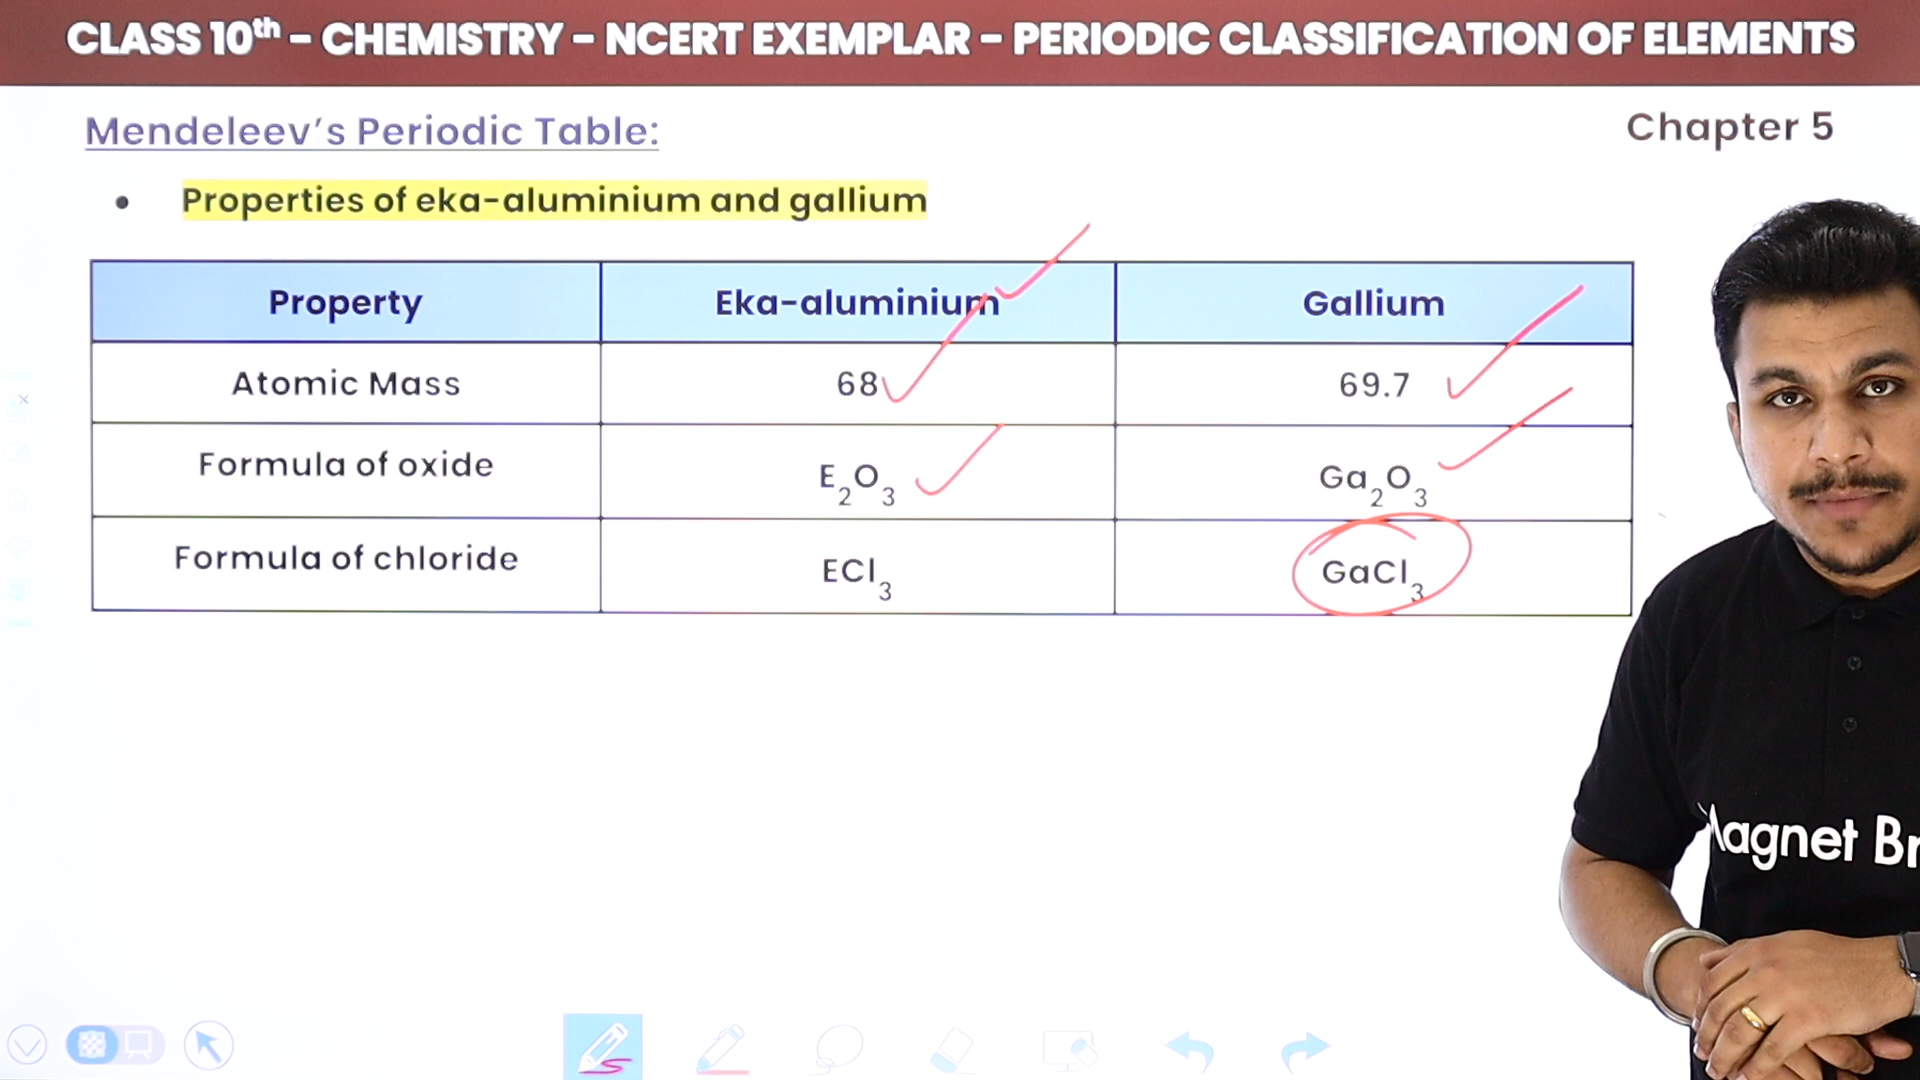 CLASS 10th - CHEMISTRY - NCERT EXEMPLAR - PERIODIC CLASSIFICATION OF ELEMENTS
Mendeleev's Periodic Table:
Chapter 5
• Properties of eka-aluminium and gallium
Property Eka-aluminium Gallium
Atomic Mass 68 69.7
Formula of oxide E₂O₃ Ga₂O₃
Formula of chloride ECl₃ GaCl₃
Magnet Br